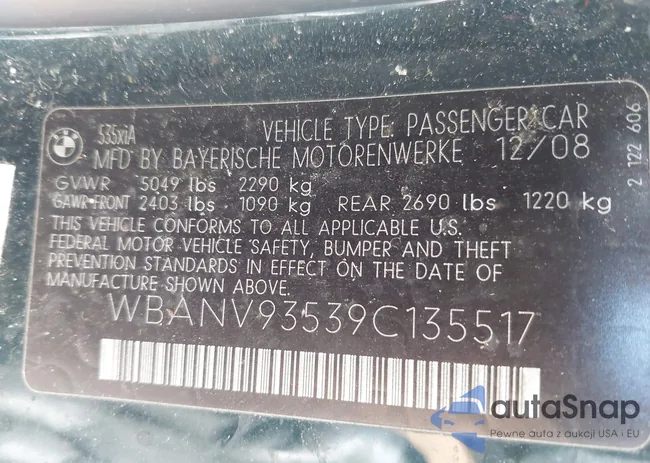 BMW
535xiA
VEHICLE TYPE: PASSENGER CAR
MFD BY BAYERISCHE MOTORENWERKE 12/08
GVWR 5049 lbs 2290 kg
GAWR FRONT 2403 lbs 1090 kg REAR 2690 lbs 1220 kg
THIS VEHICLE CONFORMS TO ALL APPLICABLE U.S.
FEDERAL MOTOR VEHICLE SAFETY, BUMPER AND THEFT
PREVENTION STANDARDS IN EFFECT ON THE DATE OF
MANUFACTURE SHOWN ABOVE.
WBANV93539C135517
2 122 606
autaSnap
Pewne auta z aukcji USA i EU